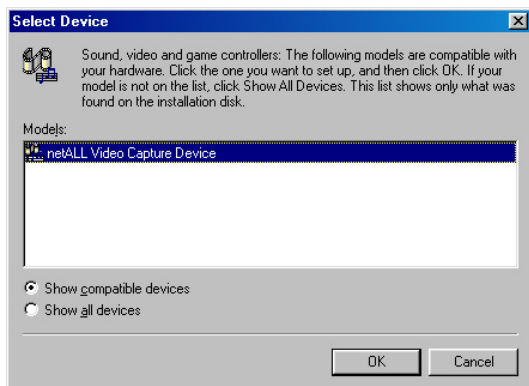 Select Device
Sound, video and game controllers: The following models are compatible with
your hardware. Click the one you want to set up, and then click OK. If your
model is not on the list, click Show All Devices. This list shows only what was
found on the installation disk.
Models:
netALL Video Capture Device
Show compatible devices
Show all devices
OK
Cancel